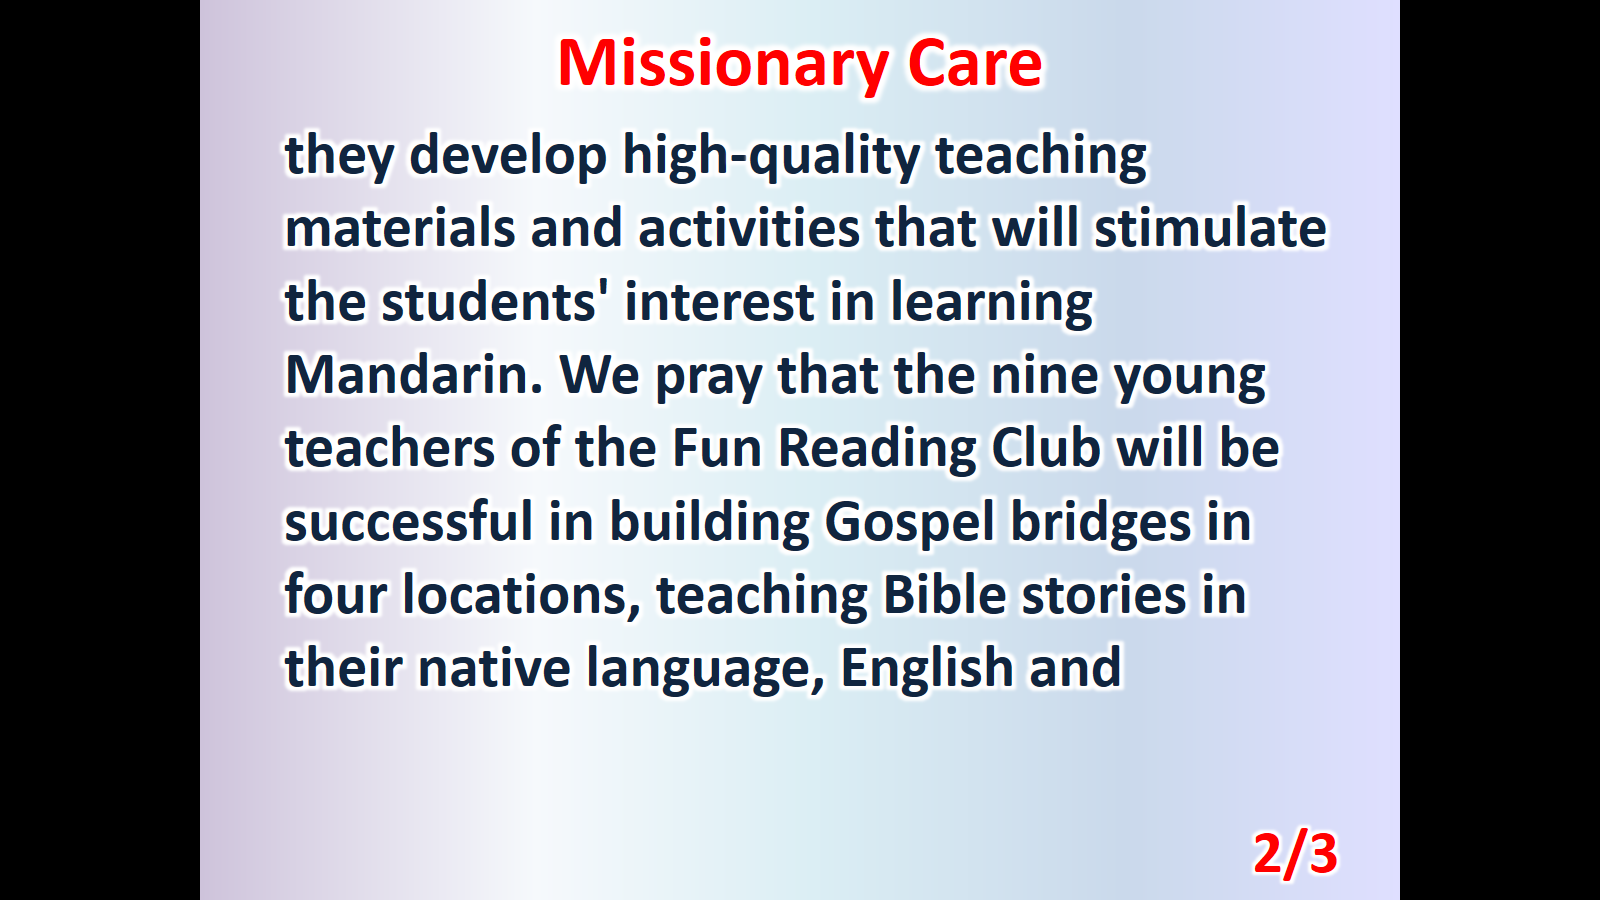 Missionary Care
they develop high-quality teaching
materials and activities that will stimulate
the students' interest in learning
Mandarin. We pray that the nine young
teachers of the Fun Reading Club will be
successful in building Gospel bridges in
four locations, teaching Bible stories in
their native language, English and
2/3